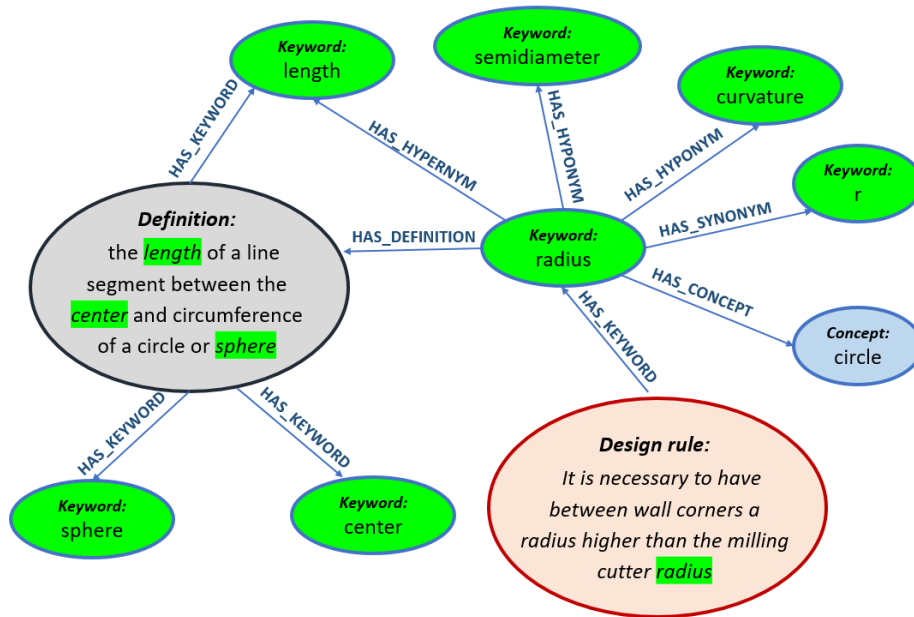 Keyword:
length
Keyword:
semidiameter
Keyword:
curvature
HAS_KEYWORD
HAS_HYPERNYM
HAS_HYPONYM
HAS_HYPONYM
Keyword:
r
HAS_SYNONYM
Definition:
the length of a line
segment between the
center and circumference
of a circle or sphere
HAS_DEFINITION
Keyword:
radius
HAS_CONCEPT
Concept:
circle
HAS_KEYWORD
HAS_KEYWORD
HAS_KEYWORD
Keyword:
sphere
Keyword:
center
Design rule:
It is necessary to have
between wall corners a
radius higher than the milling
cutter radius